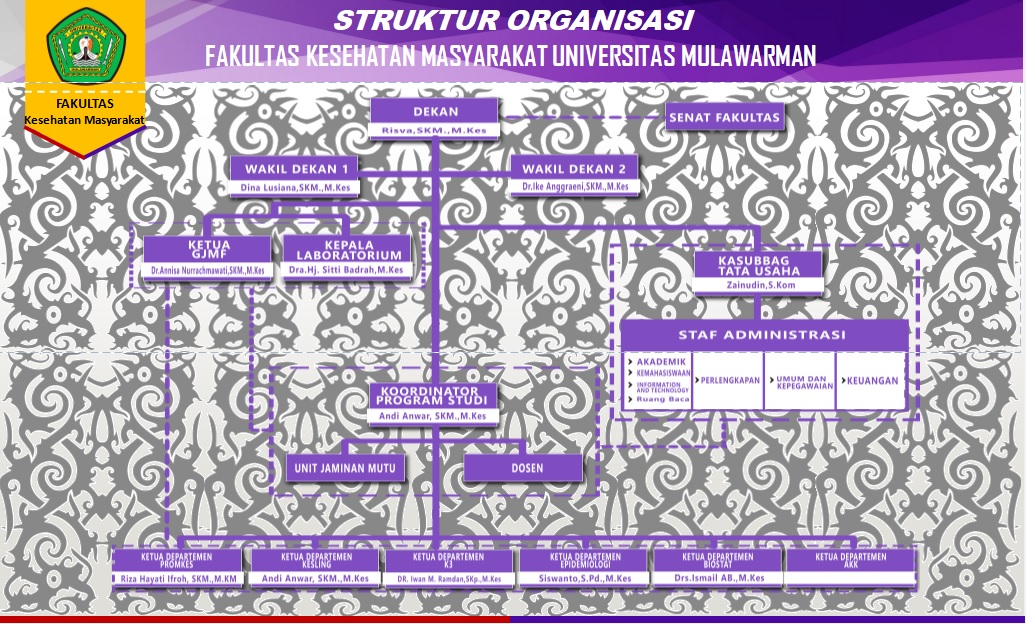 STRUKTUR ORGANISASI
FAKULTAS KESEHATAN MASYARAKAT UNIVERSITAS MULAWARMAN
FAKULTAS
Kesehatan Masyarakat
DEKAN
Risva,SKM.,M.Kes
SENAT FAKULTAS
WAKIL DEKAN 1
Dina Lusiana,SKM.,M.Kes
WAKIL DEKAN 2
Dr.Ike Anggraeni,SKM.,M.Kes
KETUA
GJMF
Dr.Annisa Nurrachmawati,SKM.,M.Kes
KEPALA
LABORATORIUM
Dra.Hj. Sitti Badrah,M.Kes
KASUBBAG
TATA USAHA
Zainudin,S.Kom
STAF ADMINISTRASI
AKADEMIK
KEMAHASISWAAN
INFORMATION
AND TECHNOLOGY
Ruang Baca
PERLENGKAPAN
UMUM DAN
KEPEGAWAIAN
KEUANGAN
KOORDINATOR
PROGRAM STUDI
Andi Anwar, SKM.,M.Kes
UNIT JAMINAN MUTU
DOSEN
KETUA DEPARTEMEN
PROMKES
Riza Hayati Ifroh, SKM.,M.KM
KETUA DEPARTEMEN
KESLING
Andi Anwar, SKM.,M.Kes
KETUA DEPARTEMEN
K3
DR. Iwan M. Ramdan,SKp.,M.Kes
KETUA DEPARTEMEN
EPIDEMIOLOGI
Siswanto,S.Pd.,M.Kes
KETUA DEPARTEMEN
BIOSTAT
Drs.Ismail AB.,M.Kes
KETUA DEPARTEMEN
AKK